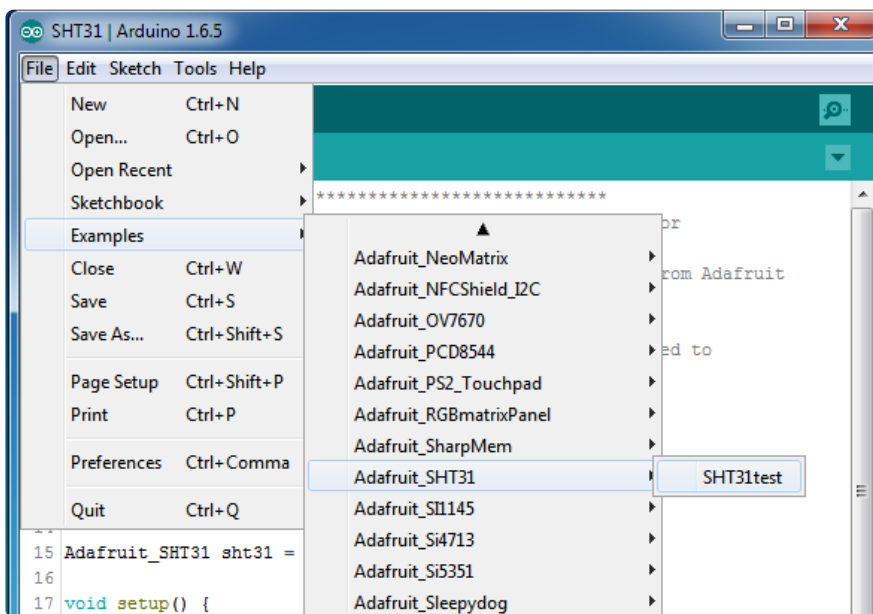 SHT31 | Arduino 1.6.5
File Edit Sketch Tools Help
New Ctrl+N
Open... Ctrl+O
Open Recent
Sketchbook
Examples
Close Ctrl+W
Save Ctrl+S
Save As... Ctrl+Shift+S
Page Setup Ctrl+Shift+P
Print Ctrl+P
Preferences Ctrl+Comma
Quit Ctrl+Q
****************************
or
rom Adafruit
ed to
Adafruit_NeoMatrix
Adafruit_NFCShield_I2C
Adafruit_OV7670
Adafruit_PCD8544
Adafruit_PS2_Touchpad
Adafruit_RGBmatrixPanel
Adafruit_SharpMem
Adafruit_SHT31
Adafruit_SI1145
Adafruit_Si4713
Adafruit_Si5351
Adafruit_Sleepydog
SHT31test
15 Adafruit_SHT31 sht31 =
16
17 void setup() {